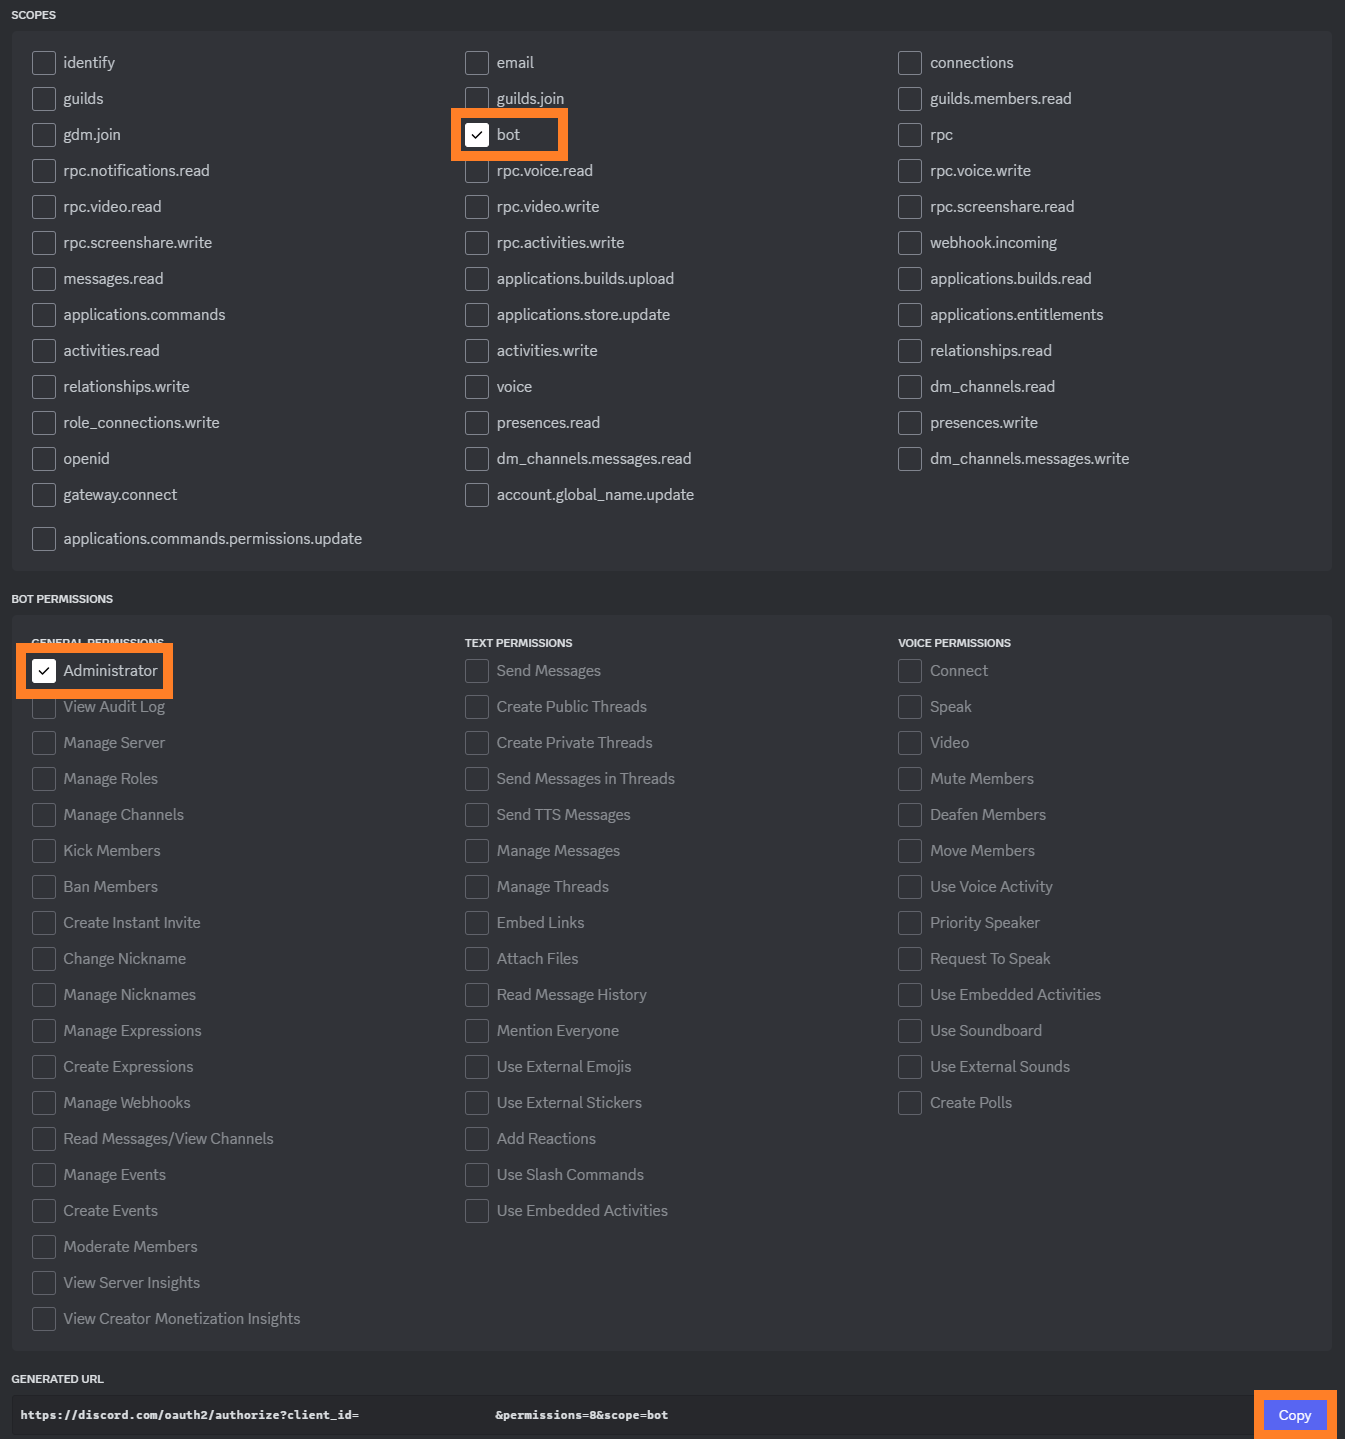 SCOPES
identify email connections
guilds guilds.join guilds.members.read
gdm.join bot rpc
rpc.notifications.read rpc.voice.read rpc.voice.write
rpc.video.read rpc.video.write rpc.screenshare.read
rpc.screenshare.write rpc.activities.write webhook.incoming
messages.read applications.builds.upload applications.builds.read
applications.commands applications.store.update applications.entitlements
activities.read activities.write relationships.read
relationships.write voice dm_channels.read
role_connections.write presences.read presences.write
openid dm_channels.messages.read dm_channels.messages.write
gateway.connect account.global_name.update
applications.commands.permissions.update
BOT PERMISSIONS
GENERAL PERMISSIONS TEXT PERMISSIONS VOICE PERMISSIONS
Administrator Send Messages Connect
View Audit Log Create Public Threads Speak
Manage Server Create Private Threads Video
Manage Roles Send Messages in Threads Mute Members
Manage Channels Send TTS Messages Deafen Members
Kick Members Manage Messages Move Members
Ban Members Manage Threads Use Voice Activity
Create Instant Invite Embed Links Priority Speaker
Change Nickname Attach Files Request To Speak
Manage Nicknames Read Message History Use Embedded Activities
Manage Expressions Mention Everyone Use Soundboard
Create Expressions Use External Emojis Use External Sounds
Manage Webhooks Use External Stickers Create Polls
Read Messages/View Channels Add Reactions
Manage Events Use Slash Commands
Create Events Use Embedded Activities
Moderate Members
View Server Insights
View Creator Monetization Insights
GENERATED URL
https://discord.com/oauth2/authorize?client_id= &permissions=8&scope=bot Copy